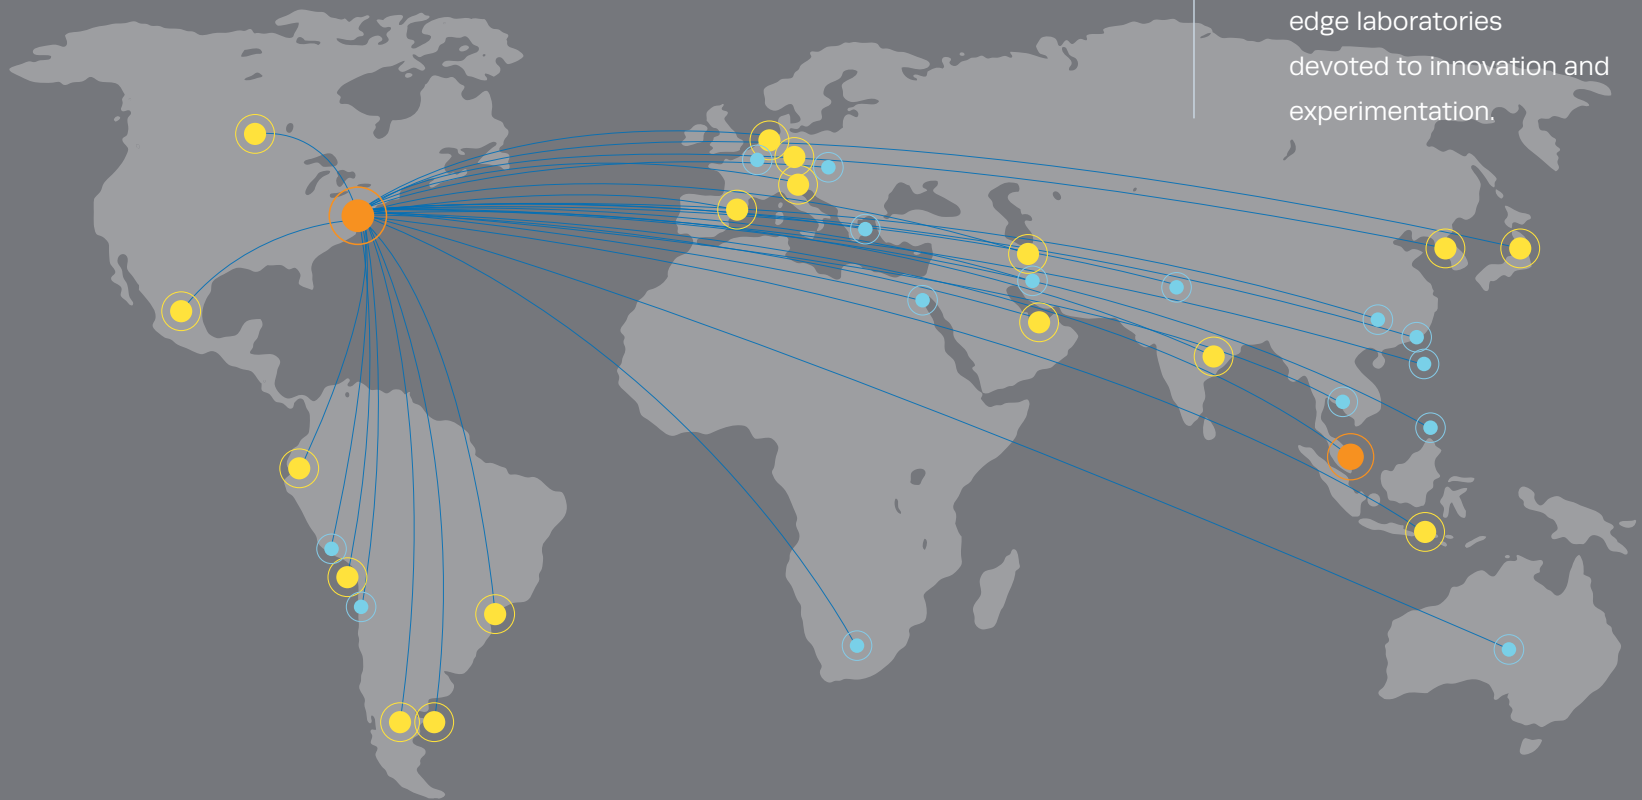 edge laboratories
devoted to innovation and
experimentation.